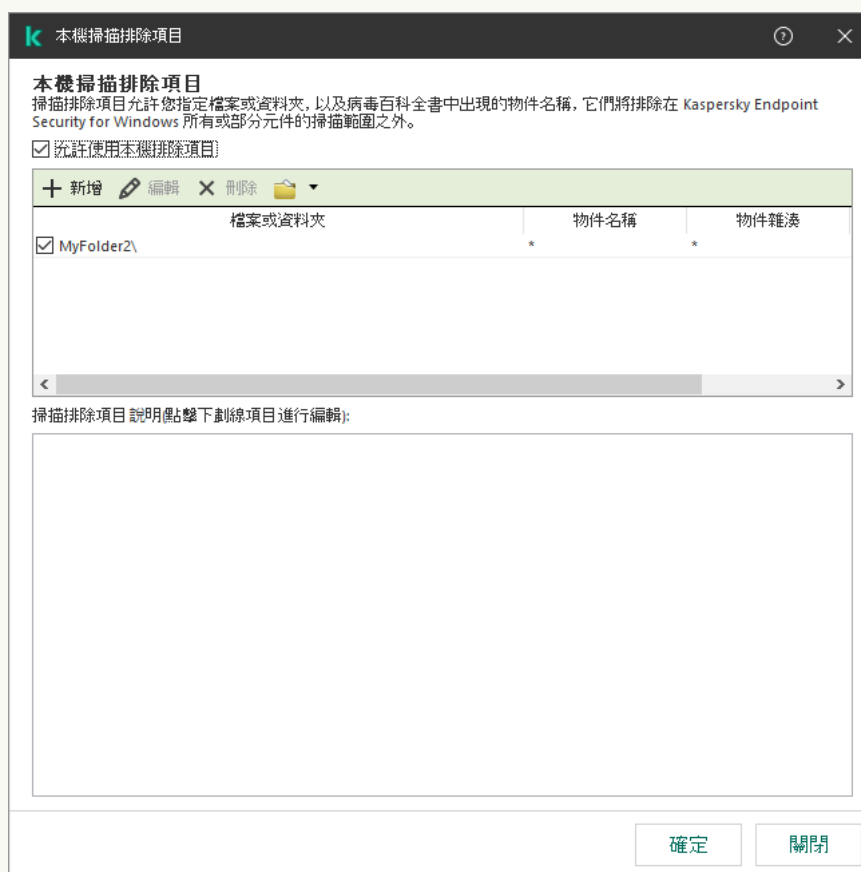 本機掃描排除項目
本機掃描排除項目
掃描排除項目允許您指定檔案或資料夾, 以及病毒百科全書中出現的物件名稱, 它們將排除在 Kaspersky Endpoint
Security for Windows 所有或部分元件的掃描範圍之外。
允許使用本機排除項目
新增 編輯 刪除
檔案或資料夾 物件名稱 物件雜湊
MyFolder2\ * *
掃描排除項目說明(點擊下劃線項目進行編輯):
確定 關閉